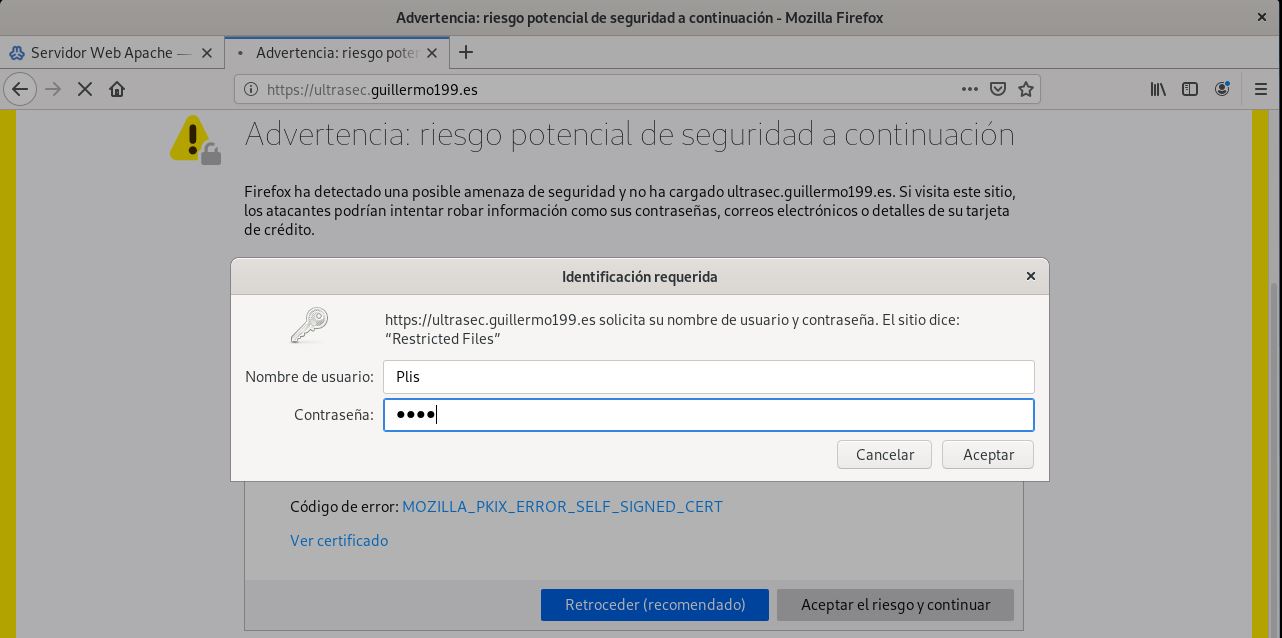 Advertencia: riesgo potencial de seguridad a continuación - Mozilla Firefox
Servidor Web Apache —
Advertencia: riesgo poter
https://ultrasec.guillermo199.es
Advertencia: riesgo potencial de seguridad a continuación
Firefox ha detectado una posible amenaza de seguridad y no ha cargado ultrasec.guillermo199.es. Si visita este sitio,
los atacantes podrían intentar robar información como sus contraseñas, correos electrónicos o detalles de su tarjeta
de crédito.
Identificación requerida
https://ultrasec.guillermo199.es solicita su nombre de usuario y contraseña. El sitio dice:
“Restricted Files”
Nombre de usuario: Plis
Contraseña: ●●●●
Cancelar Aceptar
Código de error: MOZILLA_PKIX_ERROR_SELF_SIGNED_CERT
Ver certificado
Retroceder (recomendado) Aceptar el riesgo y continuar